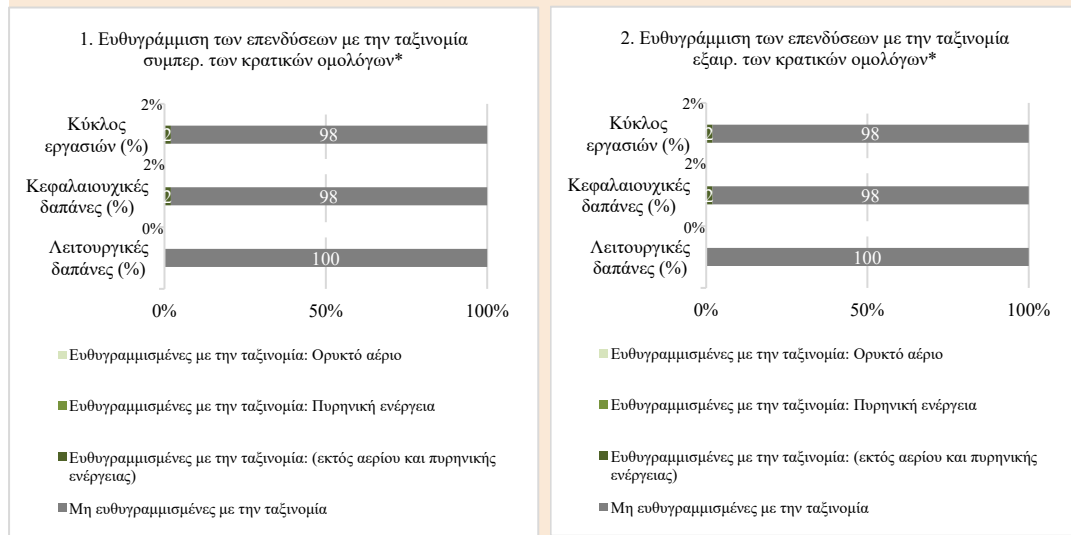 1. Ευθυγράμμιση των επενδύσεων με την ταξινομία
συμπερ. των κρατικών ομολόγων*
2%
Κύκλος
εργασιών (%)
2
98
2%
Κεφαλαιουχικές
δαπάνες (%)
2
98
0%
Λειτουργικές
δαπάνες (%)
100
0%
50%
100%
Ευθυγραμμισμένες με την ταξινομία: Ορυκτό αέριο
Ευθυγραμμισμένες με την ταξινομία: Πυρηνική ενέργεια
Ευθυγραμμισμένες με την ταξινομία: (εκτός αερίου και πυρηνικής
ενέργειας)
Μη ευθυγραμμισμένες με την ταξινομία
2. Ευθυγράμμιση των επενδύσεων με την ταξινομία
εξαιρ. των κρατικών ομολόγων*
2%
Κύκλος
εργασιών (%)
2
98
2%
Κεφαλαιουχικές
δαπάνες (%)
2
98
0%
Λειτουργικές
δαπάνες (%)
100
0%
50%
100%
Ευθυγραμμισμένες με την ταξινομία: Ορυκτό αέριο
Ευθυγραμμισμένες με την ταξινομία: Πυρηνική ενέργεια
Ευθυγραμμισμένες με την ταξινομία: (εκτός αερίου και πυρηνικής
ενέργειας)
Μη ευθυγραμμισμένες με την ταξινομία